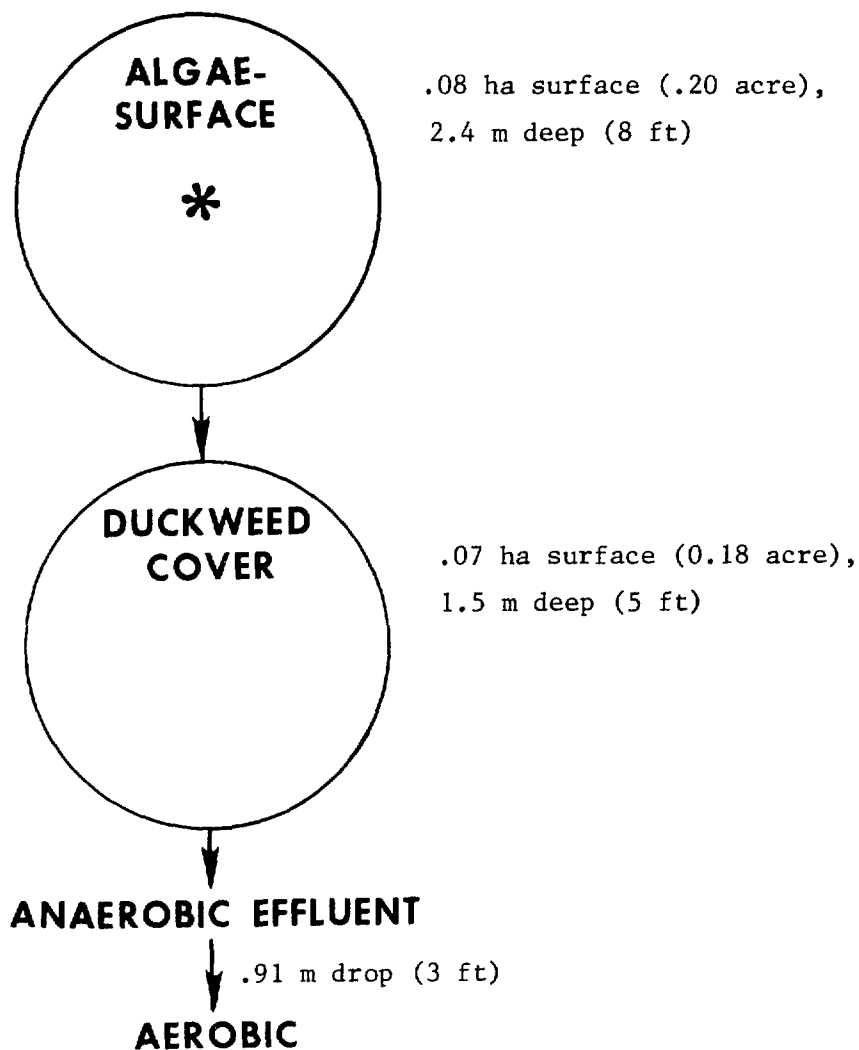 ALGAE-
SURFACE
*
.08 ha surface (.20 acre),
2.4 m deep (8 ft)
DUCKWEED
COVER
.07 ha surface (0.18 acre),
1.5 m deep (5 ft)
ANAEROBIC EFFLUENT
.91 m drop (3 ft)
AEROBIC